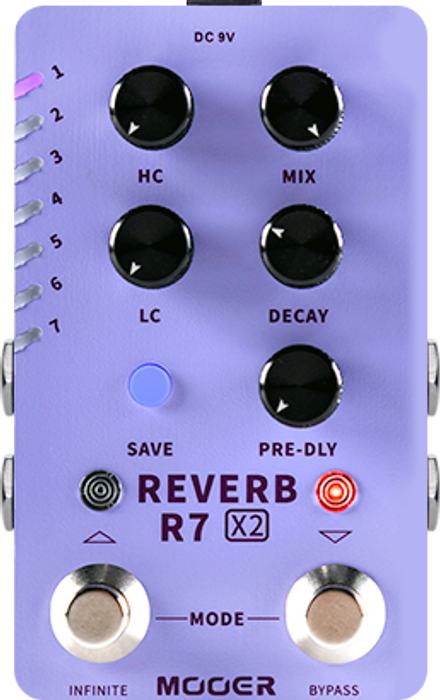 DC 9V
1
2
3
4
5
6
7
HC
MIX
LC
DECAY
SAVE
PRE-DLY
REVERB
R7 X2
MODE
INFINITE
MOOER
BYPASS